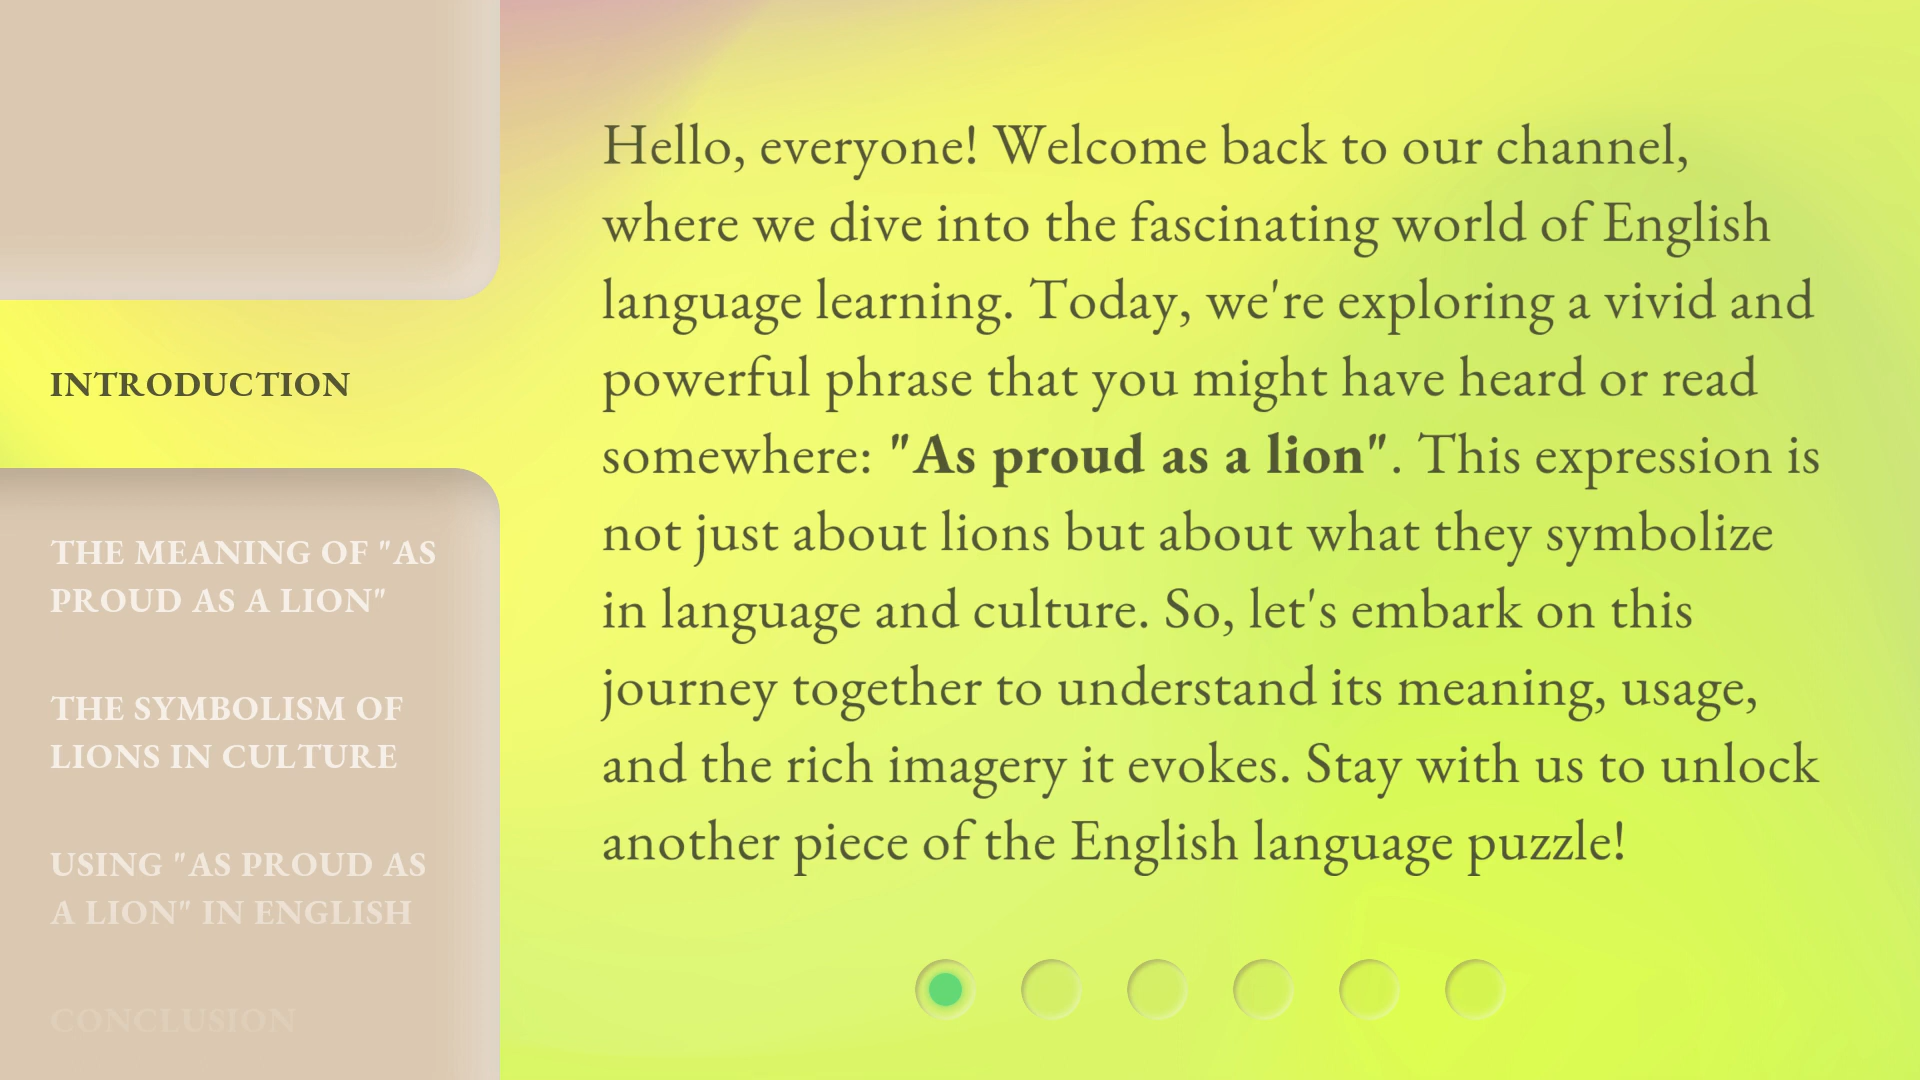 INTRODUCTION
THE MEANING OF "AS
PROUD AS A LION"
THE SYMBOLISM OF
LIONS IN CULTURE
USING "AS PROUD AS
A LION" IN ENGLISH
CONCLUSION
Hello, everyone! Welcome back to our channel,
where we dive into the fascinating world of English
language learning. Today, we're exploring a vivid and
powerful phrase that you might have heard or read
somewhere: "As proud as a lion". This expression is
not just about lions but about what they symbolize
in language and culture. So, let's embark on this
journey together to understand its meaning, usage,
and the rich imagery it evokes. Stay with us to unlock
another piece of the English language puzzle!